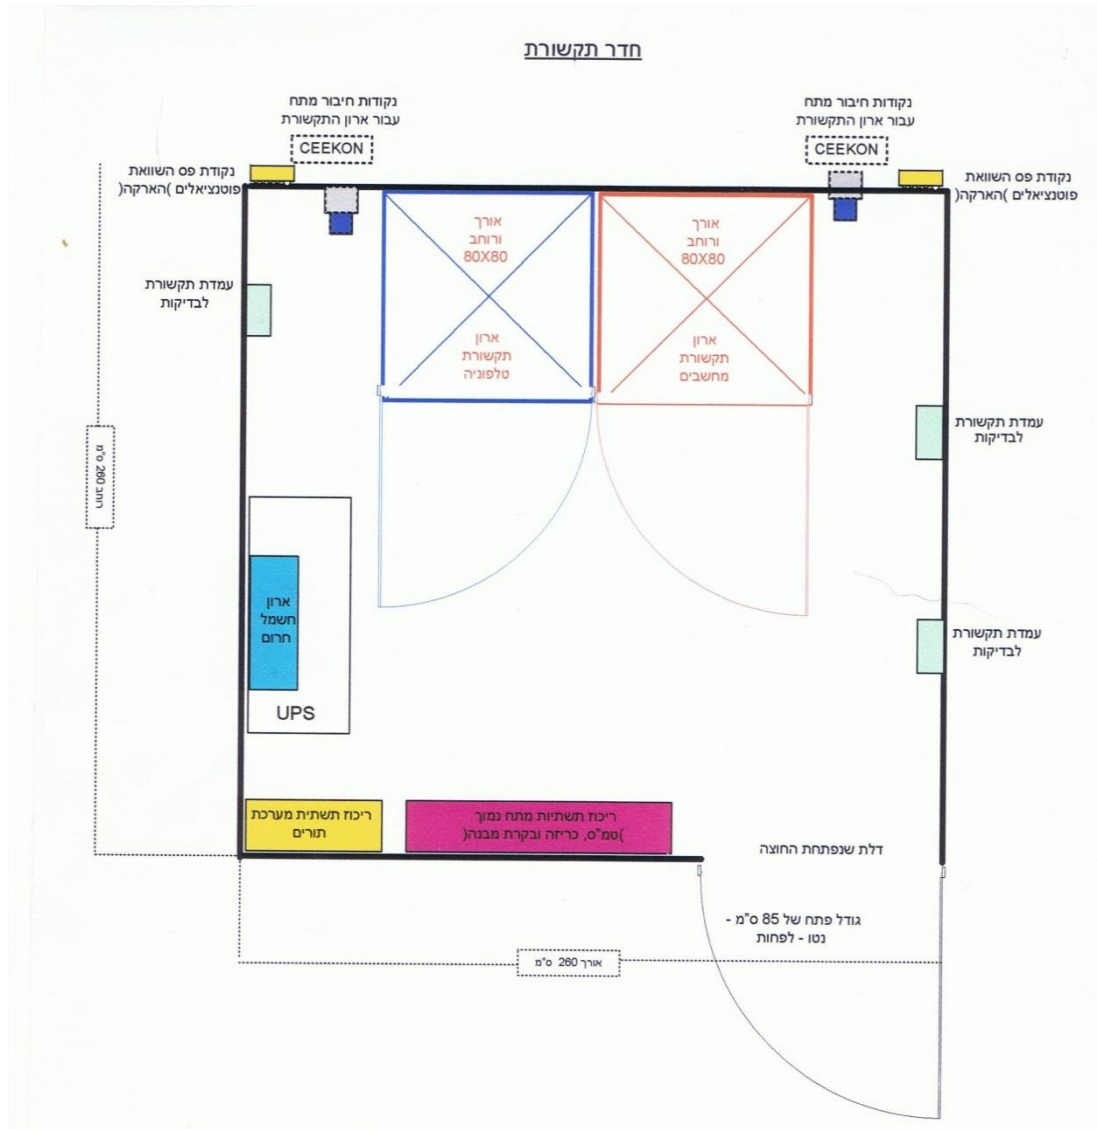 חדר תקשורת
נקודות חיבור מתח
עבור ארון התקשורת
CEEKON
נקודות חיבור מתח
עבור ארון התקשורת
CEEKON
נקודת פס השוואת
פוטנציאלים )הארקה(
נקודת פס השוואת
פוטנציאלים )הארקה(
אורך
ורוחב
80X80
ארון
תקשורת
מחשבים
אורך
ורוחב
80X80
ארון
תקשורת
טלפוניה
עמדת תקשורת
לבדיקות
עמדת תקשורת
לבדיקות
עמדת תקשורת
לבדיקות
רוחב 260 ס"מ
ארון
חשמל
חרום
UPS
ריכוז תשתיות מתח נמוך
)טמ"ס, כריזה ובקרת מבנה(
ריכוז תשתית מערכת
תורים
דלת שנפתחת החוצה
גודל פתח של 85 ס"מ -
נטו - לפחות
אורך 260 ס"מ